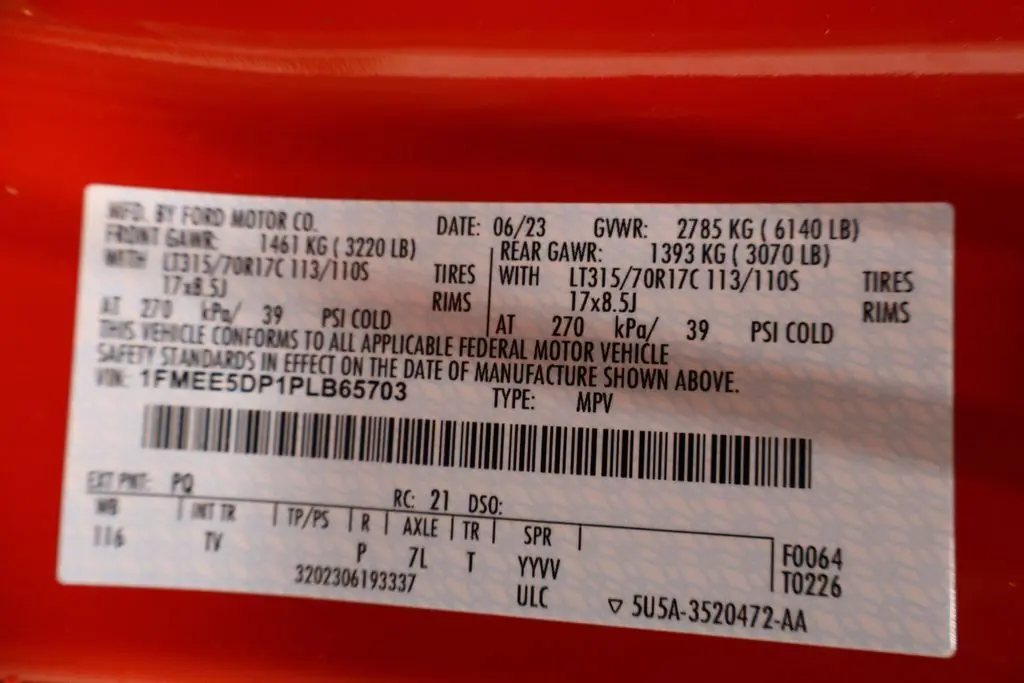 MFD. BY FORD MOTOR CO. DATE: 06/23 GVWR: 2785 KG ( 6140 LB)
FRONT GAWR: 1461 KG ( 3220 LB) REAR GAWR: 1393 KG ( 3070 LB)
WITH LT315/70R17C 113/110S TIRES WITH LT315/70R17C 113/110S TIRES
17x8.5J RIMS 17x8.5J RIMS
AT 270 kPa/ 39 PSI COLD AT 270 kPa/ 39 PSI COLD
THIS VEHICLE CONFORMS TO ALL APPLICABLE FEDERAL MOTOR VEHICLE
SAFETY STANDARDS IN EFFECT ON THE DATE OF MANUFACTURE SHOWN ABOVE.
VIN: 1FMEE5DP1PLB65703 TYPE: MPV
EXT PNT: PQ RC: 21 DSO:
WB INT TR TP/PS R AXLE TR SPR F0064
116 TV P 7L T YYVV T0226
3202306193337 ULC ▽ 5U5A-3520472-AA